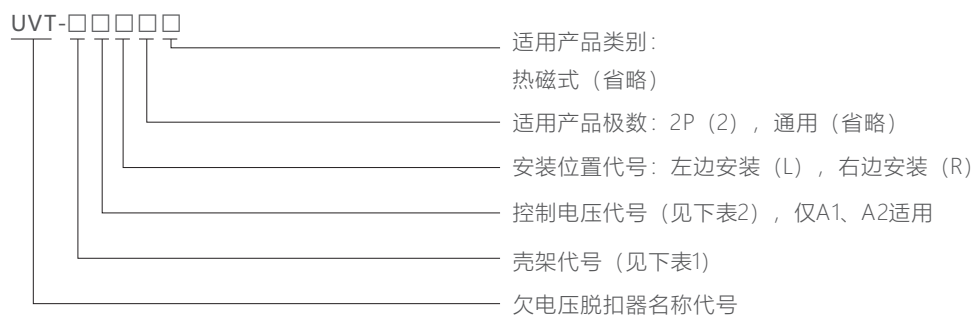 UVT-□□□□□
适用产品类别：
热磁式（省略）
适用产品极数：2P（2），通用（省略）
安装位置代号：左边安装（L），右边安装（R）
控制电压代号（见下表2），仅A1、A2适用
壳架代号（见下表1）
欠电压脱扣器名称代号